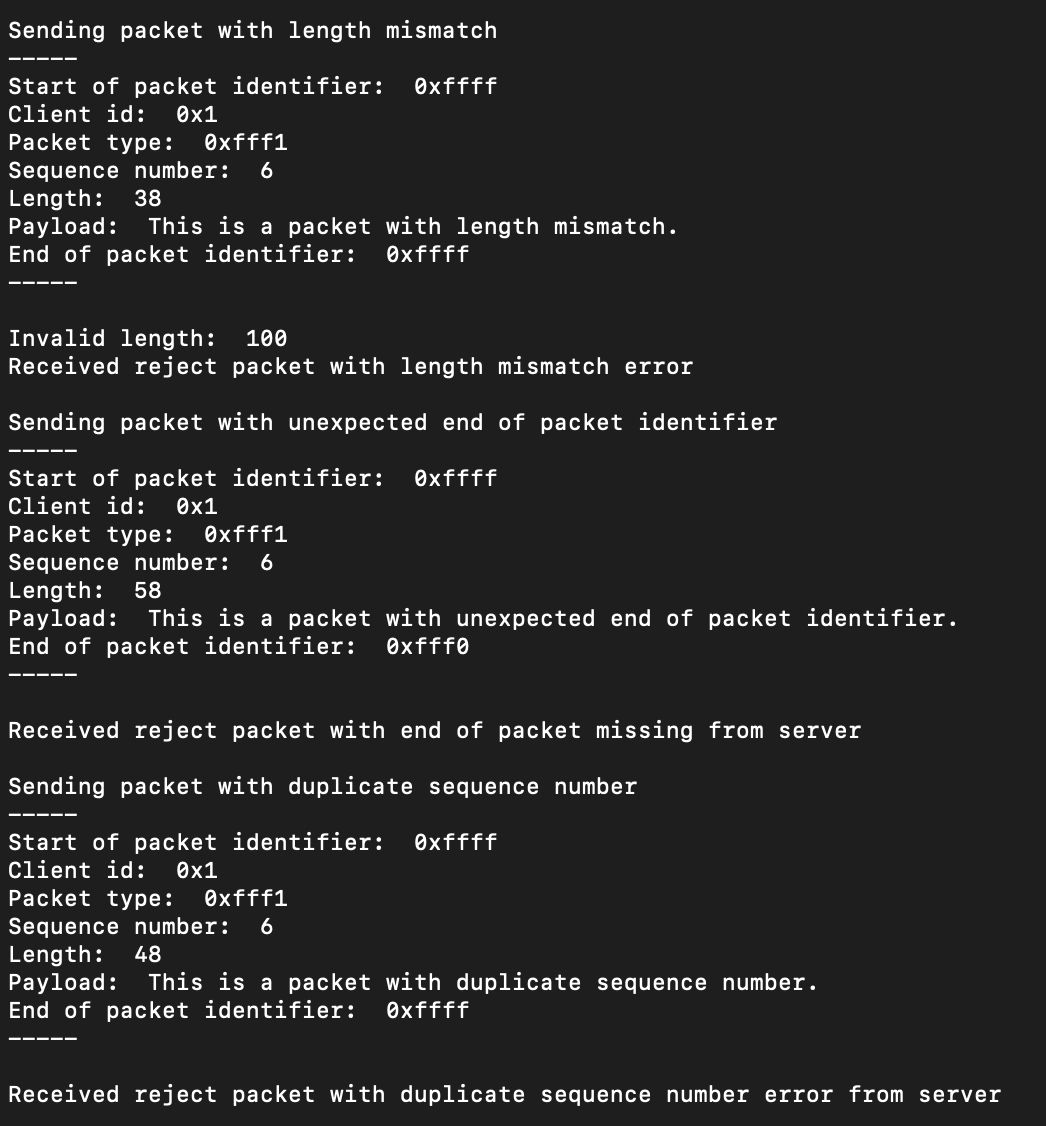 Sending packet with length mismatch
-----
Start of packet identifier:  0xffff
Client id:  0x1
Packet type:  0xfff1
Sequence number:  6
Length:  38
Payload:  This is a packet with length mismatch.
End of packet identifier:  0xffff
-----

Invalid length:  100
Received reject packet with length mismatch error

Sending packet with unexpected end of packet identifier
-----
Start of packet identifier:  0xffff
Client id:  0x1
Packet type:  0xfff1
Sequence number:  6
Length:  58
Payload:  This is a packet with unexpected end of packet identifier.
End of packet identifier:  0xfff0
-----

Received reject packet with end of packet missing from server

Sending packet with duplicate sequence number
-----
Start of packet identifier:  0xffff
Client id:  0x1
Packet type:  0xfff1
Sequence number:  6
Length:  48
Payload:  This is a packet with duplicate sequence number.
End of packet identifier:  0xffff
-----

Received reject packet with duplicate sequence number error from server